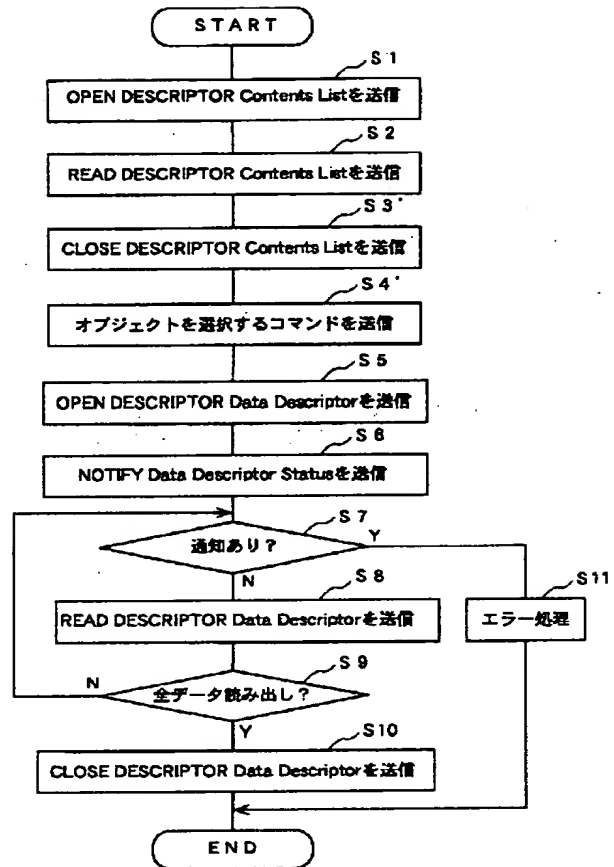 START
S1
OPEN DESCRIPTOR Contents Listを送信
S2
READ DESCRIPTOR Contents Listを送信
S3
CLOSE DESCRIPTOR Contents Listを送信
S4
オブジェクトを選択するコマンドを送信
S5
OPEN DESCRIPTOR Data Descriptorを送信
S6
NOTIFY Data Descriptor Statusを送信
S7
通知あり？
Y
N
S8
READ DESCRIPTOR Data Descriptorを送信
S11
エラー処理
S9
全データ読み出し？
N
Y
S10
CLOSE DESCRIPTOR Data Descriptorを送信
END